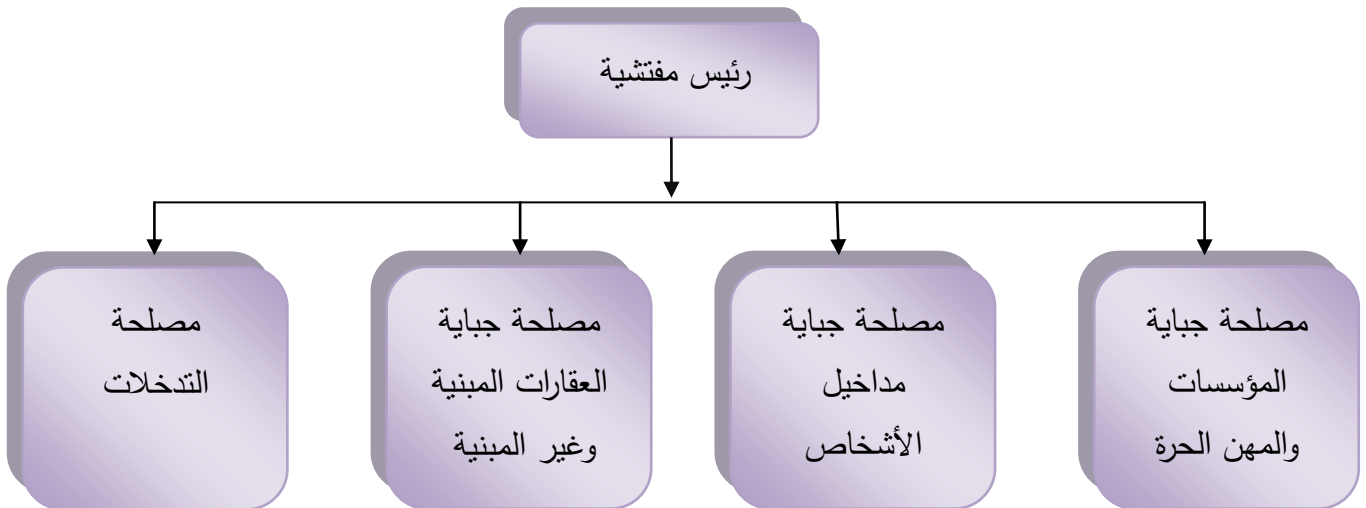 رئيس مفتشية
مصلحة جباية
المؤسسات
والمهن الحرة
مصلحة جباية
مداخيل
الأشخاص
مصلحة جباية
العقارات المبنية
وغير المبنية
مصلحة
التدخلات